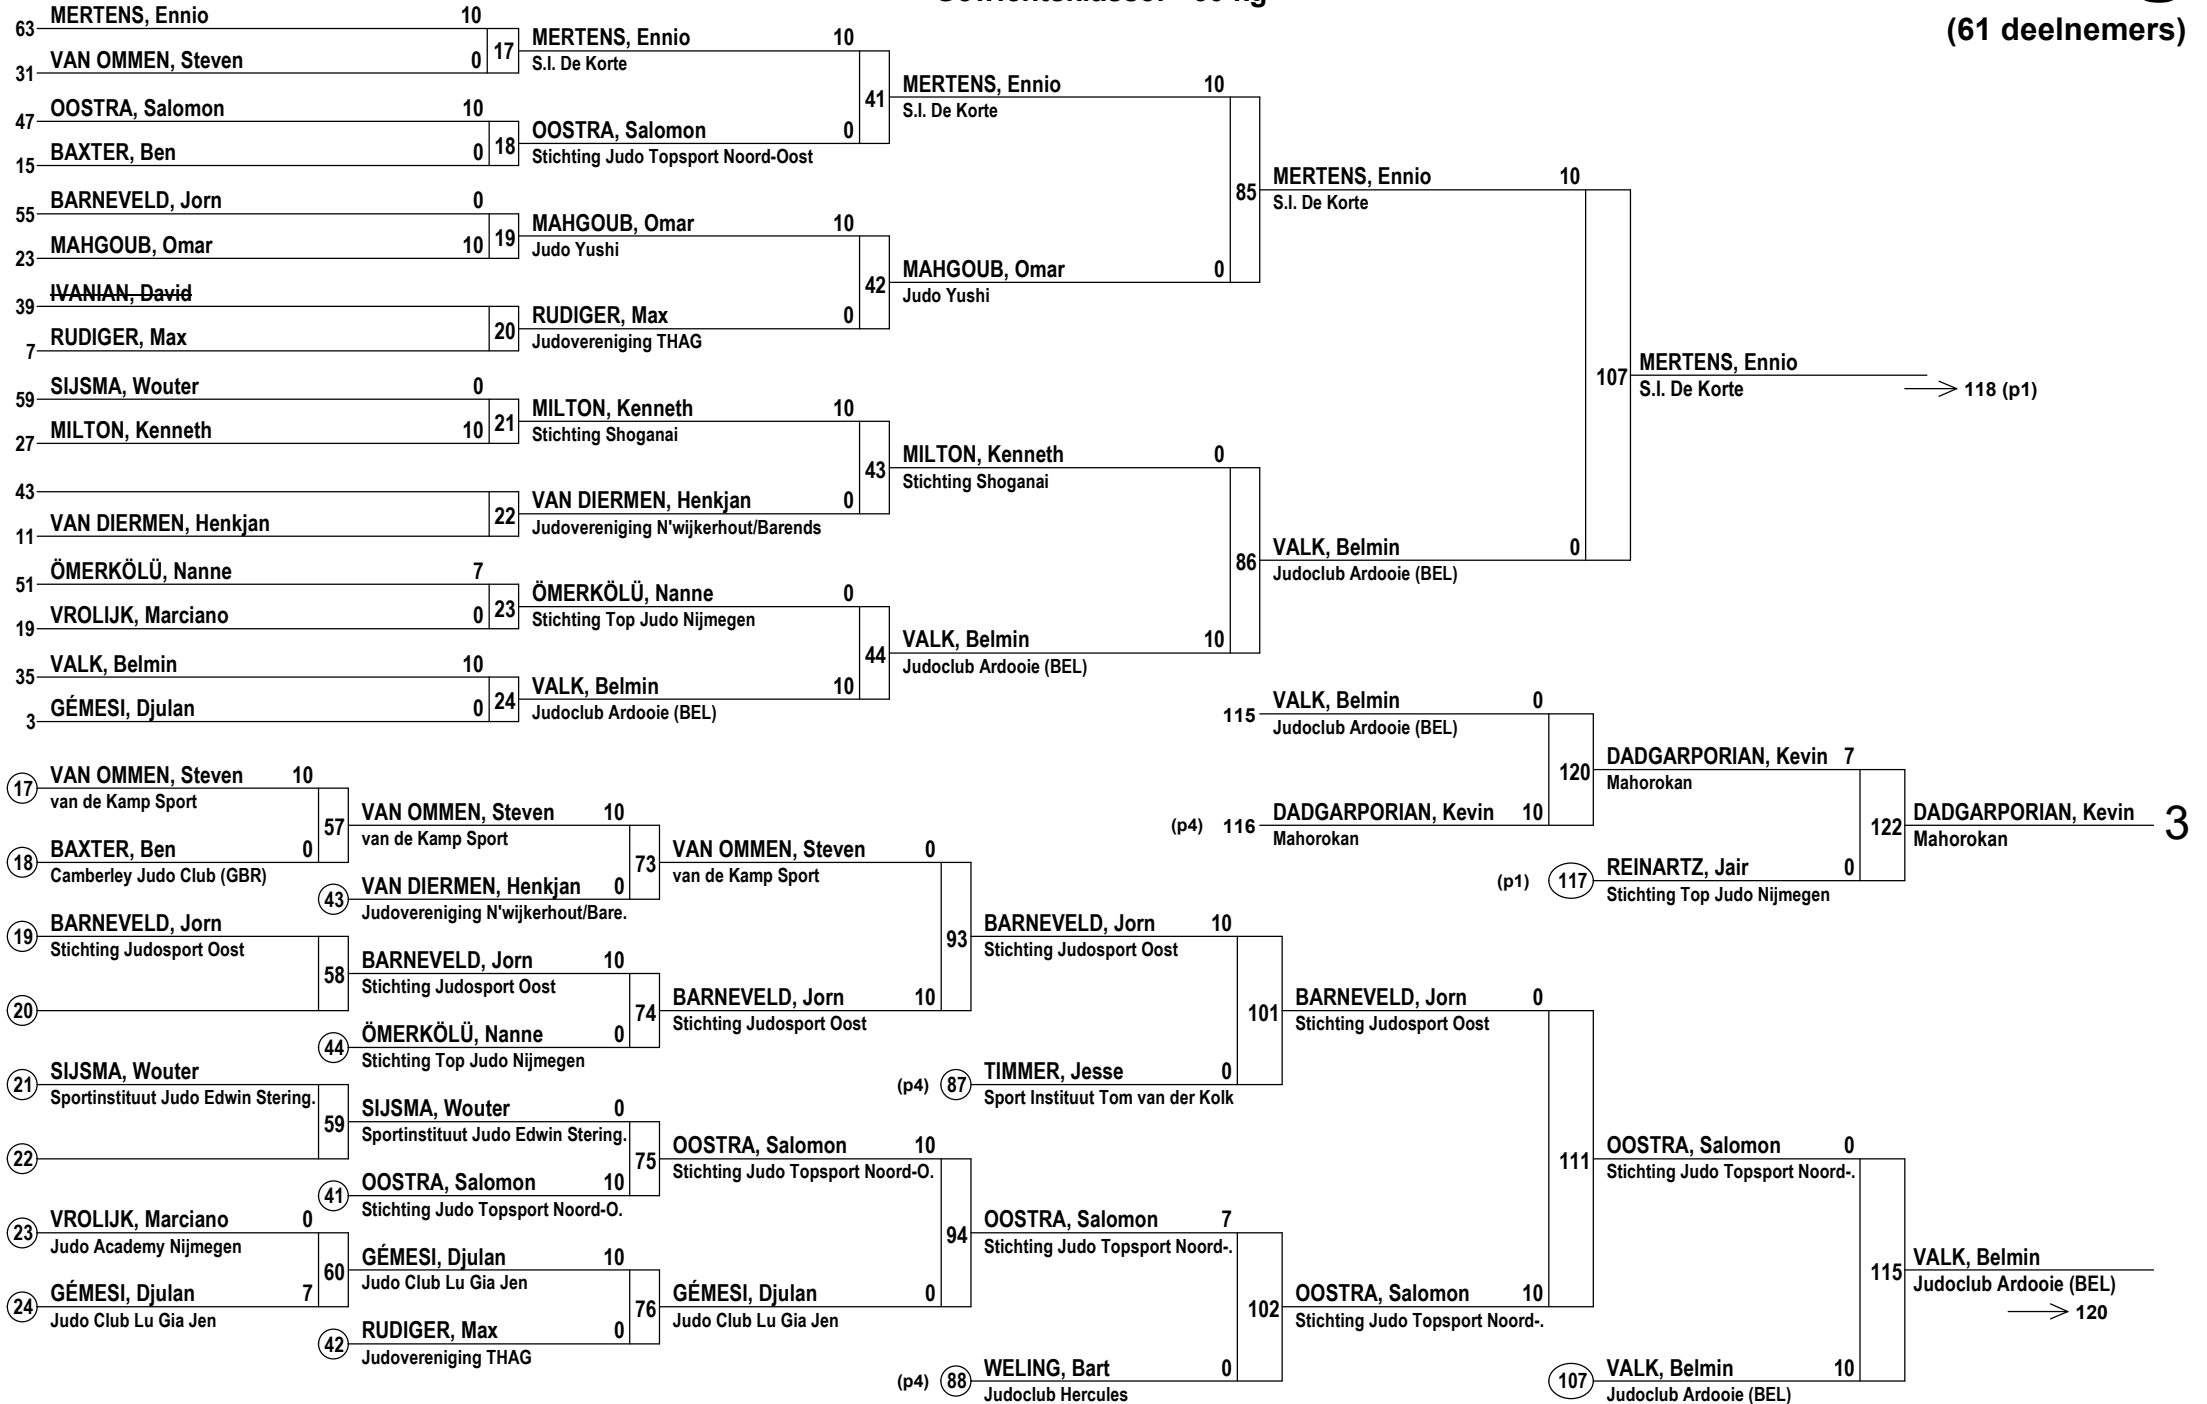 (61 deelnemers)
63 MERTENS, Ennio 10
31 VAN OMMEN, Steven 0
17
47 OOSTRA, Salomon 10
15 BAXTER, Ben 0
18
55 BARNEVELD, Jorn 0
23 MAHGOUB, Omar 10
19
39 IVANIAN, David
7 RUDIGER, Max
20
59 SIJSMA, Wouter 0
27 MILTON, Kenneth 10
21
43
11 VAN DIERMEN, Henkjan
22
51 ÖMERKÖLÜ, Nanne 7
19 VROLIJK, Marciano 0
23
35 VALK, Belmin 10
3 GÉMESI, Djulan 0
24
MERTENS, Ennio 10
S.I. De Korte
41
OOSTRA, Salomon 0
Stichting Judo Topsport Noord-Oost
MAHGOUB, Omar 10
Judo Yushi
42
RUDIGER, Max 0
Judovereniging THAG
MILTON, Kenneth 10
Stichting Shoganai
43
VAN DIERMEN, Henkjan 0
Judovereniging N'wijkerhout/Barends
ÖMERKÖLÜ, Nanne 0
Stichting Top Judo Nijmegen
44
VALK, Belmin 10
Judoclub Ardooie (BEL)
MERTENS, Ennio 10
S.I. De Korte
85
MAHGOUB, Omar 0
Judo Yushi
MILTON, Kenneth 0
Stichting Shoganai
86
VALK, Belmin 10
Judoclub Ardooie (BEL)
MERTENS, Ennio 10
S.I. De Korte
107
VALK, Belmin 0
Judoclub Ardooie (BEL)
MERTENS, Ennio
S.I. De Korte
118 (p1)
115 VALK, Belmin 0
Judoclub Ardooie (BEL)
120
(p4) 116 DADGARPORIAN, Kevin 10
Mahorokan
DADGARPORIAN, Kevin 7
Mahorokan
122
(p1) 117 REINARTZ, Jair 0
Stichting Top Judo Nijmegen
DADGARPORIAN, Kevin 3
Mahorokan
17 VAN OMMEN, Steven 10
van de Kamp Sport
57
18 BAXTER, Ben 0
Camberley Judo Club (GBR)
19 BARNEVELD, Jorn
Stichting Judosport Oost
58
20
21 SIJSMA, Wouter
Sportinstituut Judo Edwin Stering.
59
22
23 VROLIJK, Marciano 0
Judo Academy Nijmegen
60
24 GÉMESI, Djulan 7
Judo Club Lu Gia Jen
VAN OMMEN, Steven 10
van de Kamp Sport
73
43 VAN DIERMEN, Henkjan 0
Judovereniging N'wijkerhout/Bare.
BARNEVELD, Jorn 10
Stichting Judosport Oost
74
44 ÖMERKÖLÜ, Nanne 0
Stichting Top Judo Nijmegen
SIJSMA, Wouter 0
Sportinstituut Judo Edwin Stering.
75
41 OOSTRA, Salomon 10
Stichting Judo Topsport Noord-O.
GÉMESI, Djulan 10
Judo Club Lu Gia Jen
76
42 RUDIGER, Max 0
Judovereniging THAG
VAN OMMEN, Steven 0
van de Kamp Sport
93
BARNEVELD, Jorn 10
Stichting Judosport Oost
OOSTRA, Salomon 10
Stichting Judo Topsport Noord-O.
94
GÉMESI, Djulan 0
Judo Club Lu Gia Jen
BARNEVELD, Jorn 10
Stichting Judosport Oost
101
(p4) 87 TIMMER, Jesse 0
Sport Instituut Tom van der Kolk
OOSTRA, Salomon 7
Stichting Judo Topsport Noord-.
102
(p4) 88 WELING, Bart 0
Judoclub Hercules
BARNEVELD, Jorn 0
Stichting Judosport Oost
111
OOSTRA, Salomon 10
Stichting Judo Topsport Noord-.
OOSTRA, Salomon 0
Stichting Judo Topsport Noord-.
115
107 VALK, Belmin 10
Judoclub Ardooie (BEL)
VALK, Belmin
Judoclub Ardooie (BEL)
120